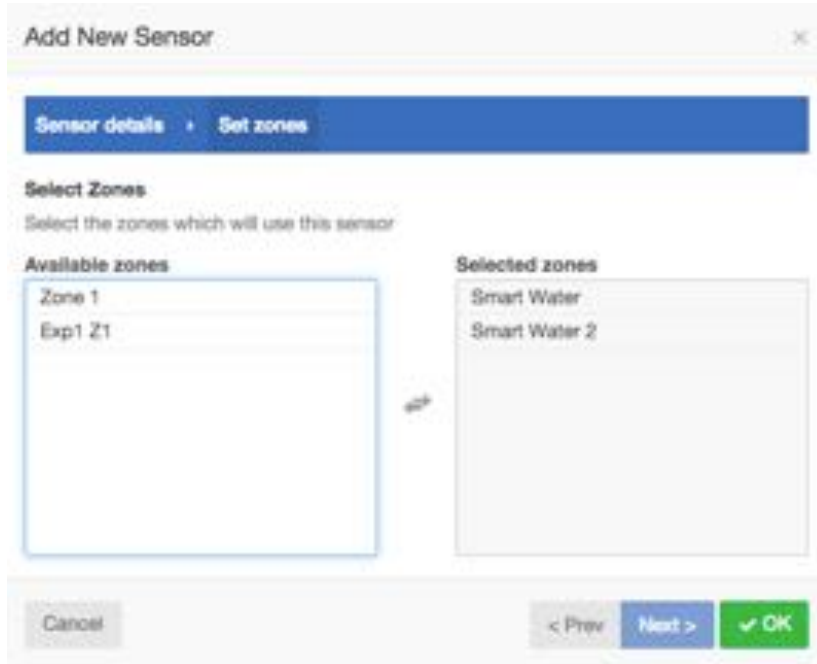 Add New Sensor ×
Sensor details › Set zones
Select Zones
Select the zones which will use this sensor
Available zones
Zone 1
Exp1 Z1
Selected zones
Smart Water
Smart Water 2
Cancel
< Prev
Next >
✔ OK